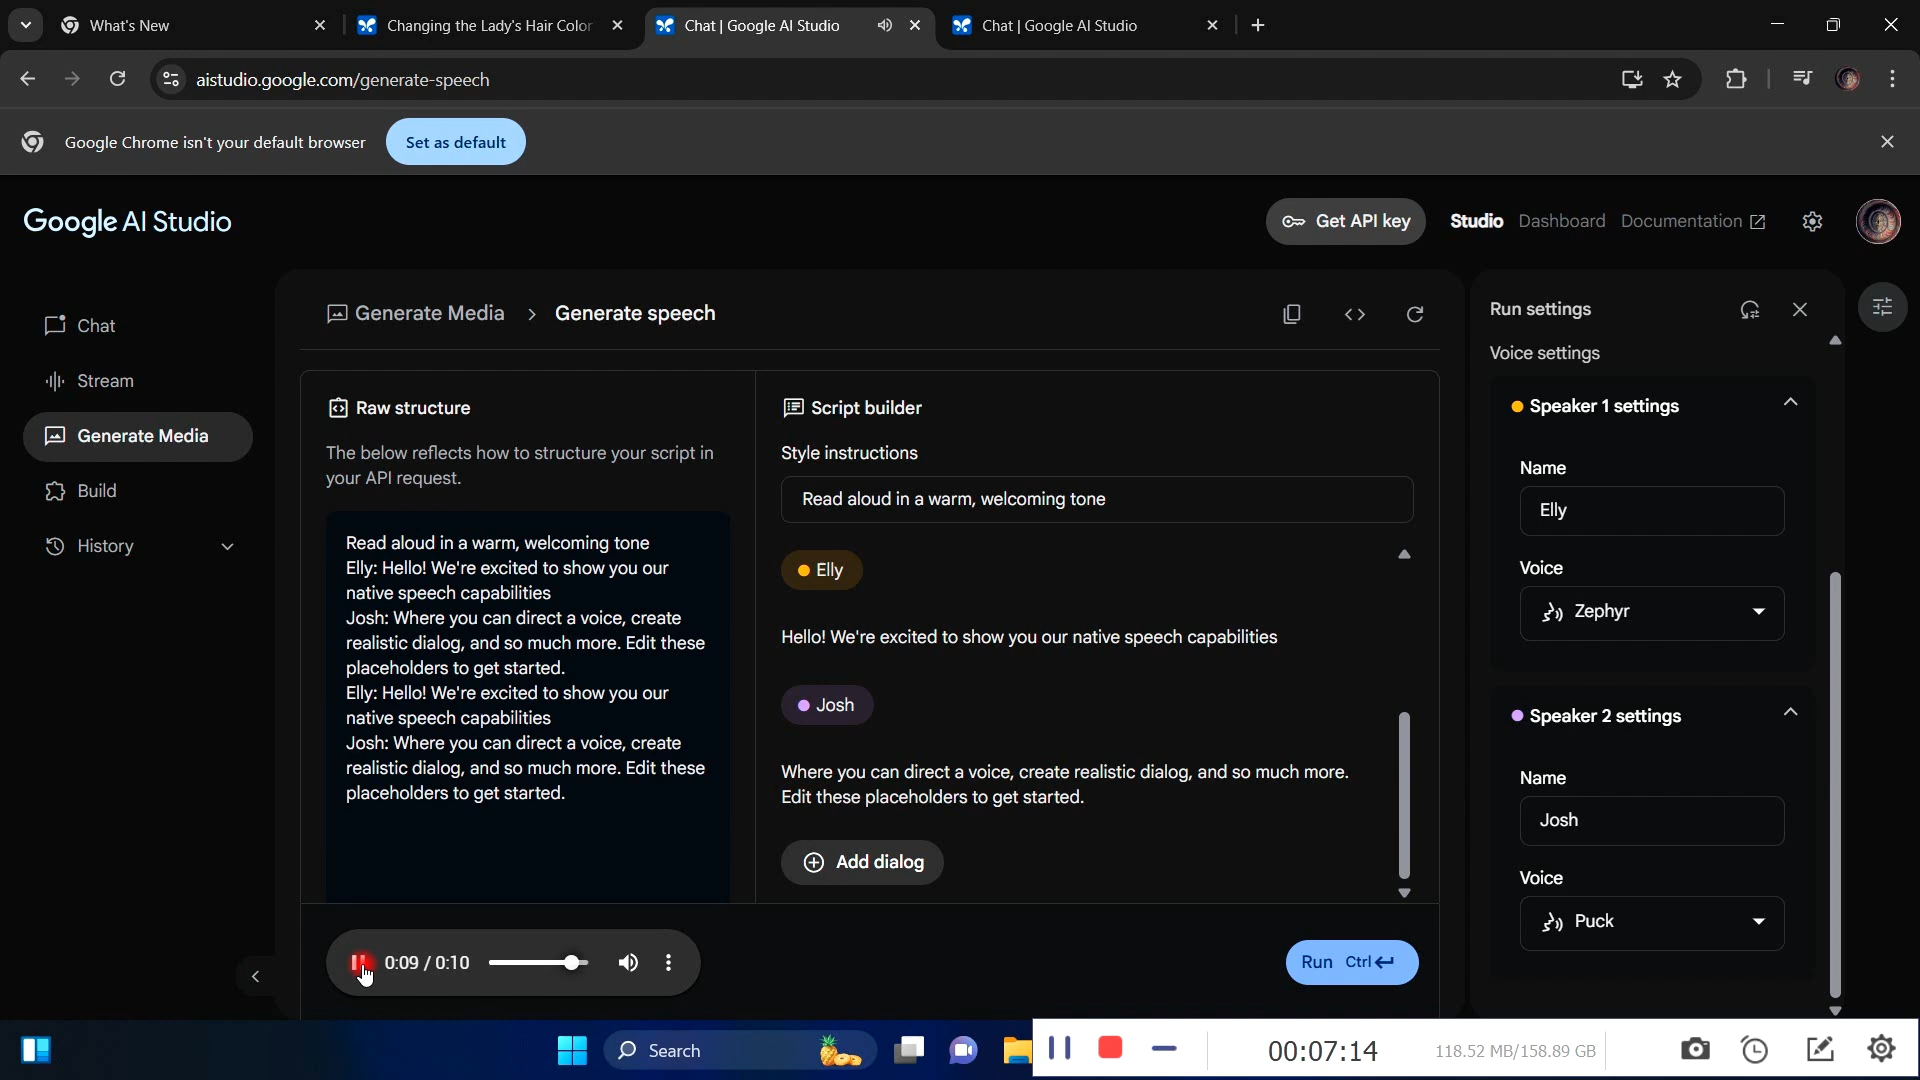 What's New
Changing the Lady's Hair Color
Chat | Google AI Studio
Chat | Google AI Studio
aistudio.google.com/generate-speech
Google Chrome isn't your default browser
Set as default
Google AI Studio
Get API key
Studio
Dashboard
Documentation
Chat
Stream
Generate Media
Build
History
Generate Media > Generate speech
Raw structure
The below reflects how to structure your script in
your API request.
Read aloud in a warm, welcoming tone
Elly: Hello! We're excited to show you our
native speech capabilities
Josh: Where you can direct a voice, create
realistic dialog, and so much more. Edit these
placeholders to get started.
Elly: Hello! We're excited to show you our
native speech capabilities
Josh: Where you can direct a voice, create
realistic dialog, and so much more. Edit these
placeholders to get started.
Script builder
Style instructions
Read aloud in a warm, welcoming tone
Elly
Hello! We're excited to show you our native speech capabilities
Josh
Where you can direct a voice, create realistic dialog, and so much more.
Edit these placeholders to get started.
Add dialog
0:09 / 0:10
Run Ctrl
Run settings
Voice settings
Speaker 1 settings
Name
Elly
Voice
Zephyr
Speaker 2 settings
Name
Josh
Voice
Puck
Search
00:07:14
118.52 MB/158.89 GB